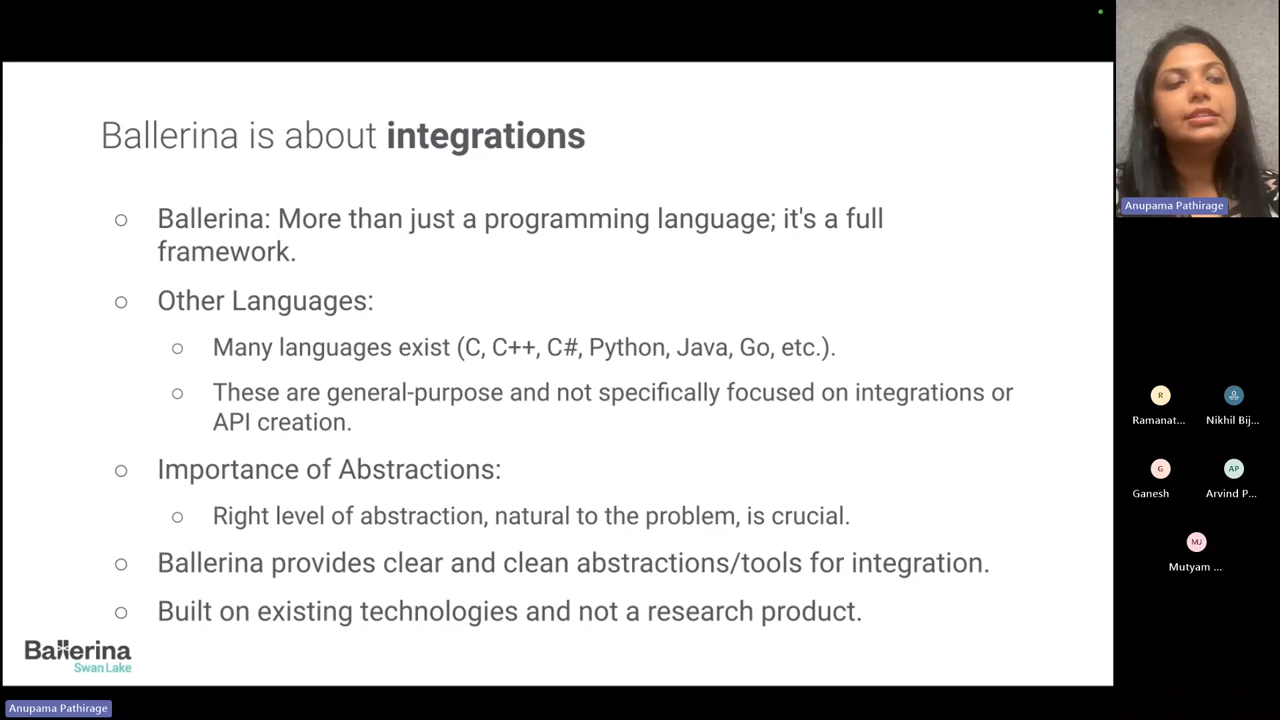 Ballerina is about integrations
Ballerina: More than just a programming language; it's a full
framework.
Other Languages:
Many languages exist (C, C++, C#, Python, Java, Go, etc.).
These are general-purpose and not specifically focused on integrations or
API creation.
Importance of Abstractions:
Right level of abstraction, natural to the problem, is crucial.
Ballerina provides clear and clean abstractions/tools for integration.
Built on existing technologies and not a research product.
Ballerina
Swan Lake
Anupama Pathirage
Anupama Pathirage
R
Ramanat...
Nikhil Bij...
G
Ganesh
AP
Arvind P...
MJ
Mutyam ...